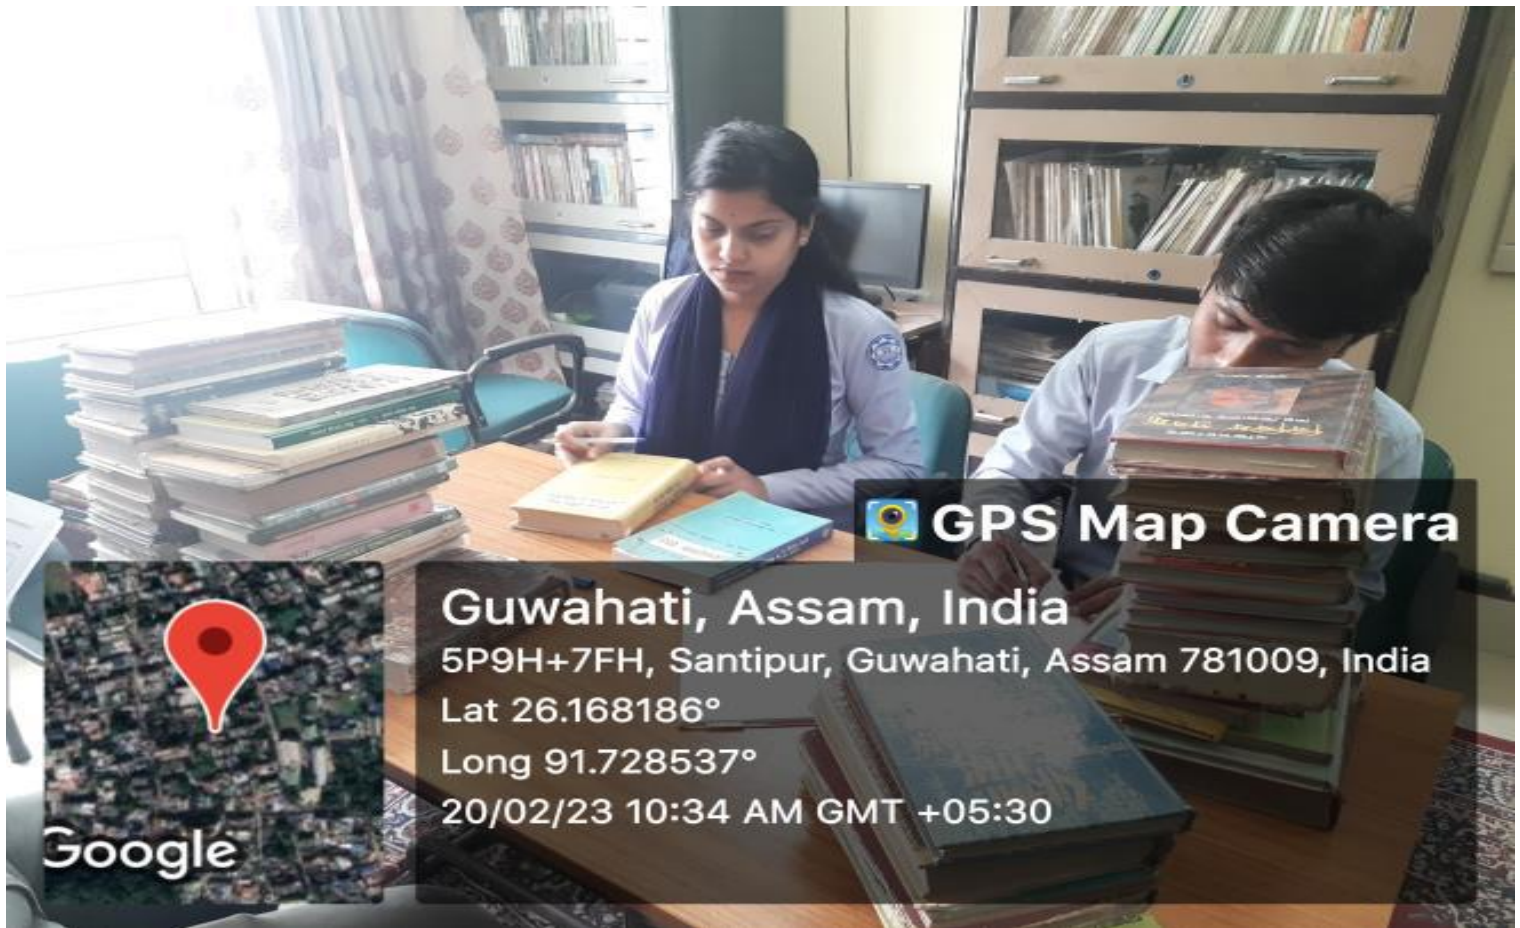 GPS Map Camera
Guwahati, Assam, India
5P9H+7FH, Santipur, Guwahati, Assam 781009, India
Lat 26.168186°
Long 91.728537°
20/02/23 10:34 AM GMT +05:30
Google